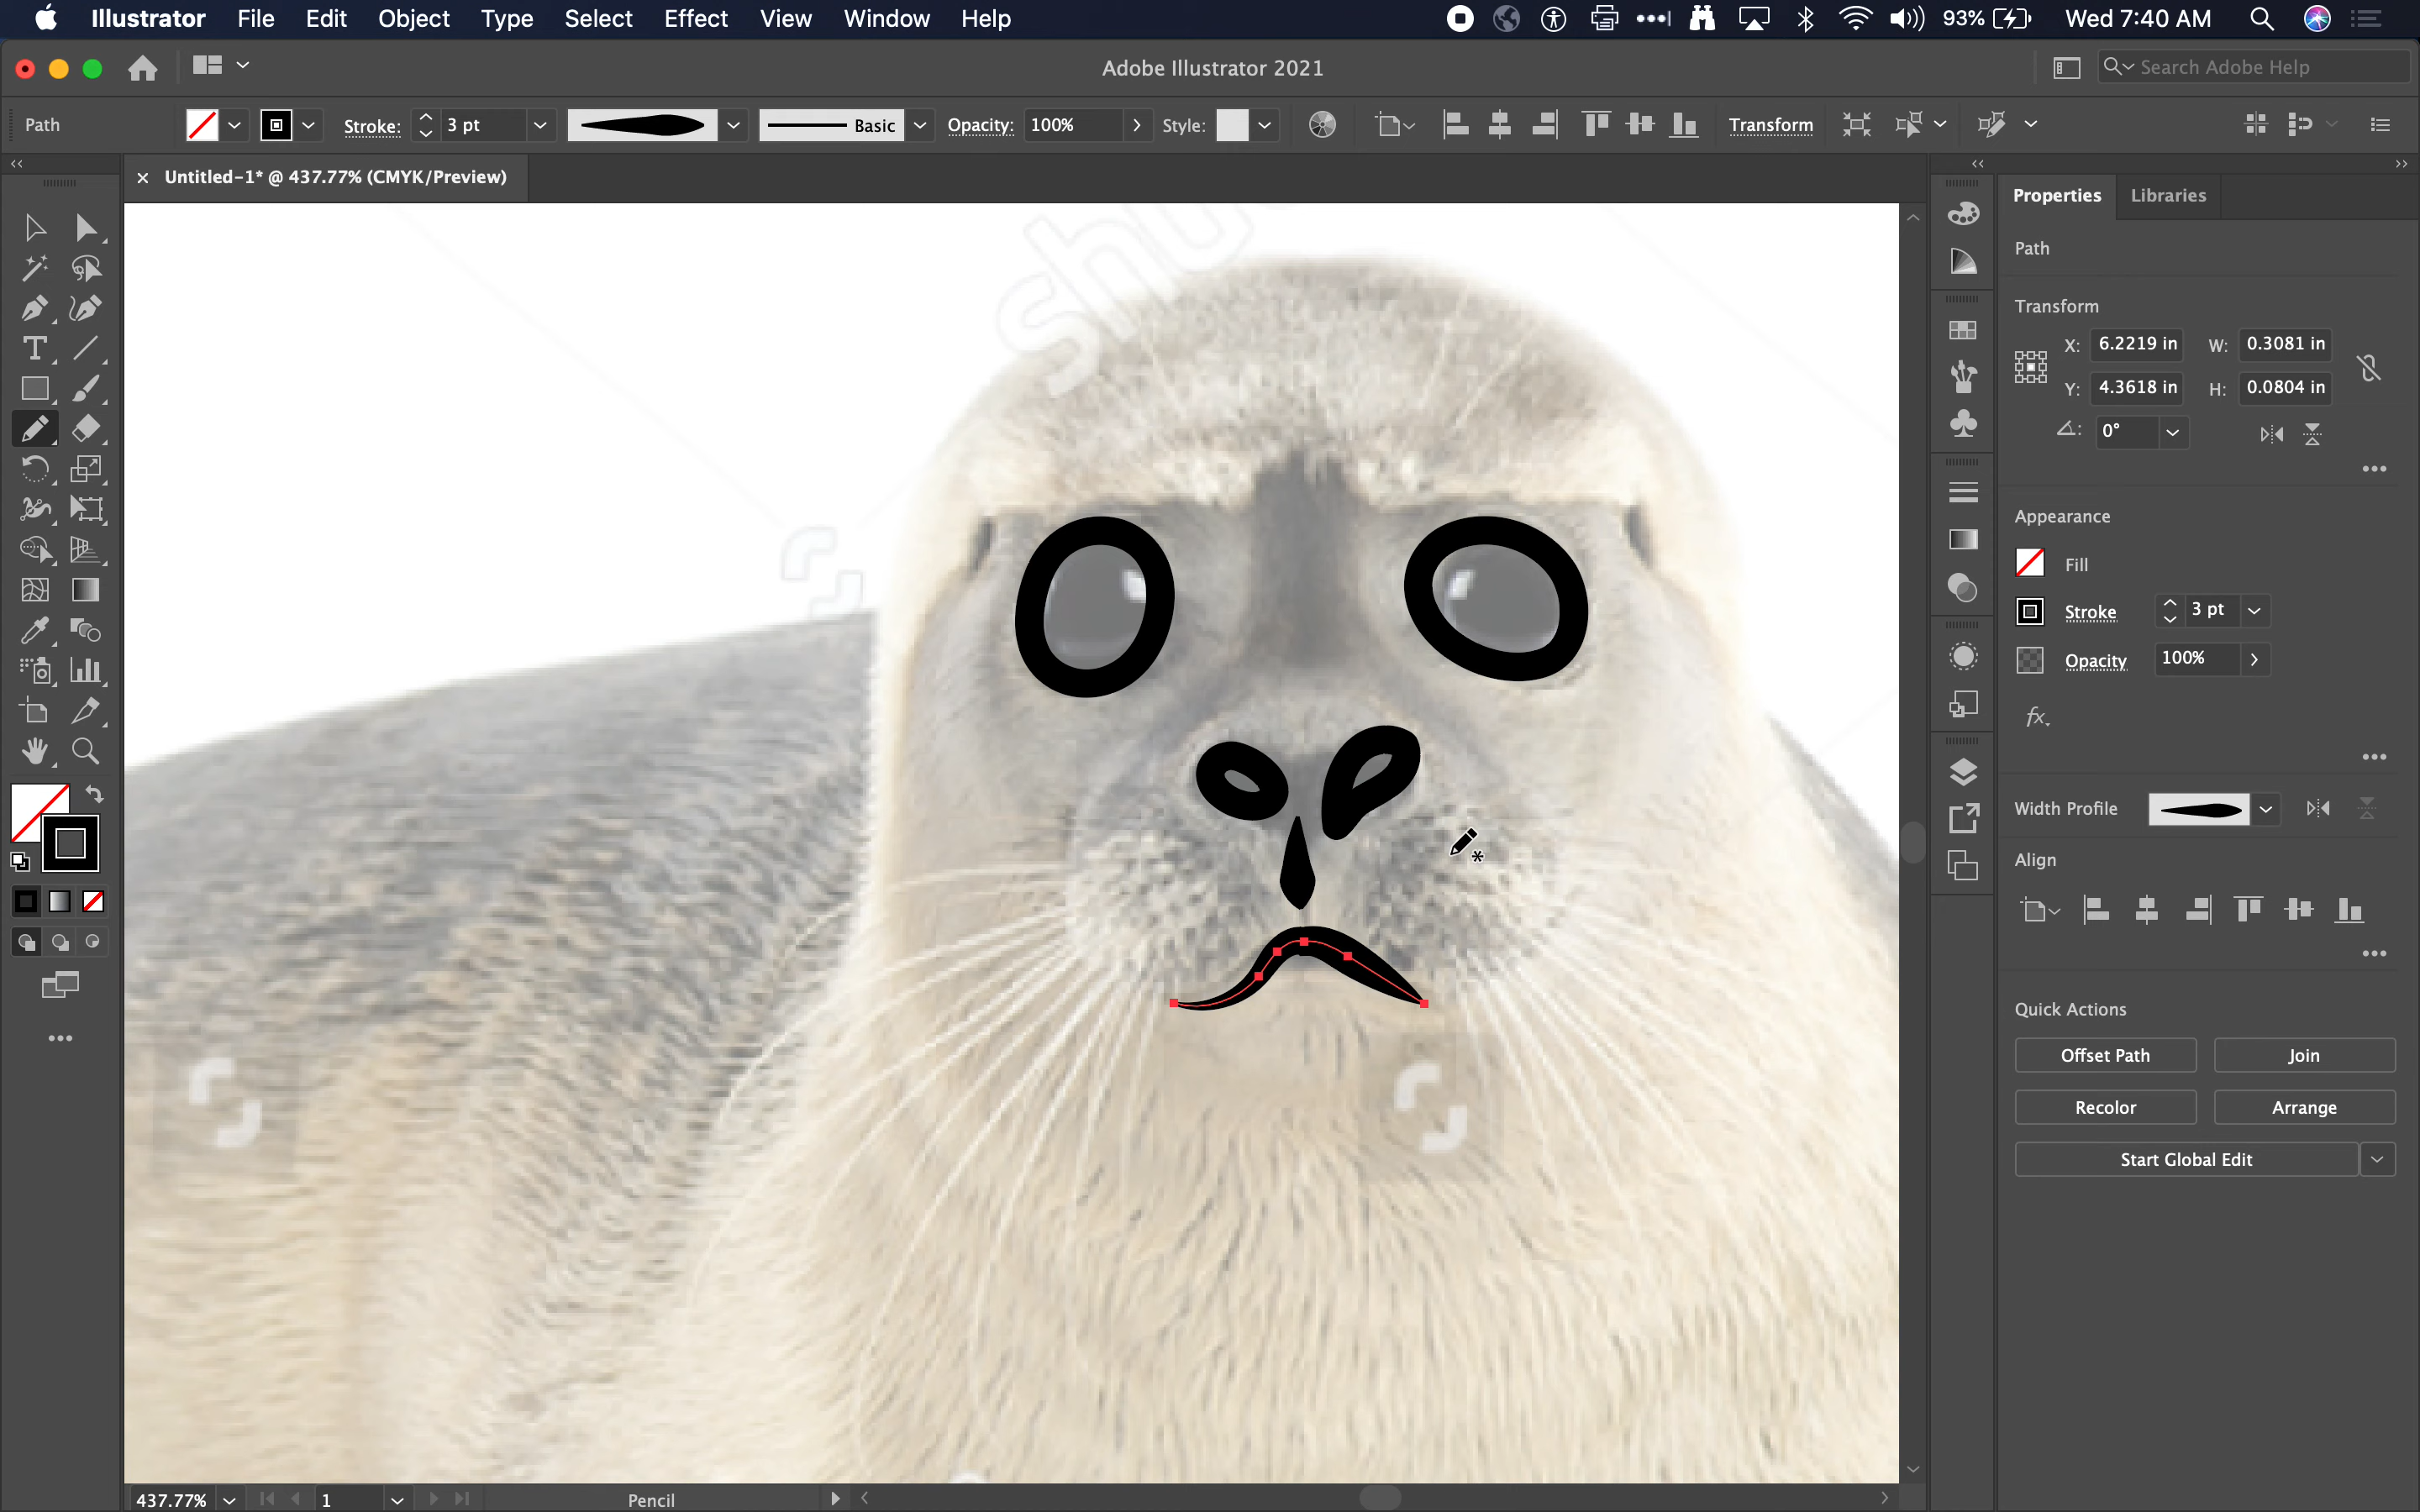 Illustrator File Edit Object Type Select Effect View Window Help 93% Wed 7:40 AM
Adobe Illustrator 2021
Search Adobe Help
Path Stroke: 3 pt Basic Opacity: 100% Style: Transform
× Untitled-1* @ 437.77% (CMYK/Preview)
Properties Libraries
Path
Transform
X: 6.2219 in W: 0.3081 in
Y: 4.3618 in H: 0.0804 in
0°
Appearance
Fill
Stroke 3 pt
Opacity 100%
fx.
Width Profile
Align
Quick Actions
Offset Path Join
Recolor Arrange
Start Global Edit
shu
437.77% 1 Pencil